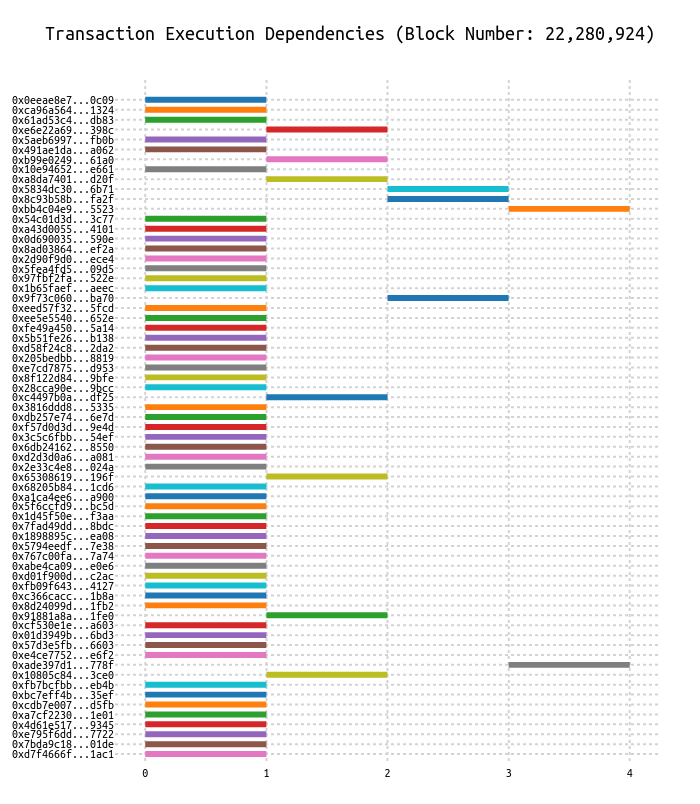 Transaction Execution Dependencies (Block Number: 22,280,924)
0x0eeae8e7...0c09
0xca96a564...1324
0x61ad53c4...db83
0xe6e22a69...398c
0x5aeb6997...fb0b
0x491ae1da...a062
0xb99e0249...61a0
0x10e94652...e661
0xa8da7401...d20f
0x5834dc30...6b71
0x8c93b58b...fa2f
0xbb4c04e9...5523
0x54c01d3d...3c77
0xa43d0055...4101
0x0d690035...590e
0x8ad03864...ef2a
0x2d90f9d0...ece4
0x5fea4fd5...09d5
0x97fbf2fa...522e
0x1b65faef...aeec
0x9f73c060...ba70
0xeed57f32...5fcd
0xee5e5540...652e
0xfe49a450...5a14
0x5b51fe26...b138
0xd58f24c8...2da2
0x205bedbb...8819
0xe7cd7875...d953
0x8f122d84...9bfe
0x28cca90e...9bcc
0xc4497b0a...df25
0x3816ddd8...5335
0xdb257e74...6e7d
0xf57d0d3d...9e4d
0x3c5c6fbb...54ef
0x6db24162...8550
0xd2d3d0a6...a081
0x2e33c4e8...024a
0x65308619...196f
0x68205b84...1cd6
0xa1ca4ee6...a900
0x5f6ccfd9...bc5d
0x1d45f50e...f3aa
0x7fad49dd...8bdc
0x1898895c...ea08
0x5794eedf...7e38
0x767c00fa...7a74
0xabe4ca09...e0e6
0xd01f900d...c2ac
0xfb09f643...4127
0xc366cacc...1b8a
0x8d24099d...1fb2
0x91881a8a...1fe0
0xcf530e1e...a603
0x01d3949b...6bd3
0x57d3e5fb...6603
0xe4ce7752...e6f2
0xade397d1...778f
0x10805c84...3ce0
0xfb7bcfbb...eb4b
0xbc7eff4b...35ef
0xcdb7e007...d5fb
0xa7cf2230...1e01
0x4d61e517...9345
0xe795f6dd...7722
0x7bda9c18...01de
0xd7f4666f...1ac1
0 1 2 3 4